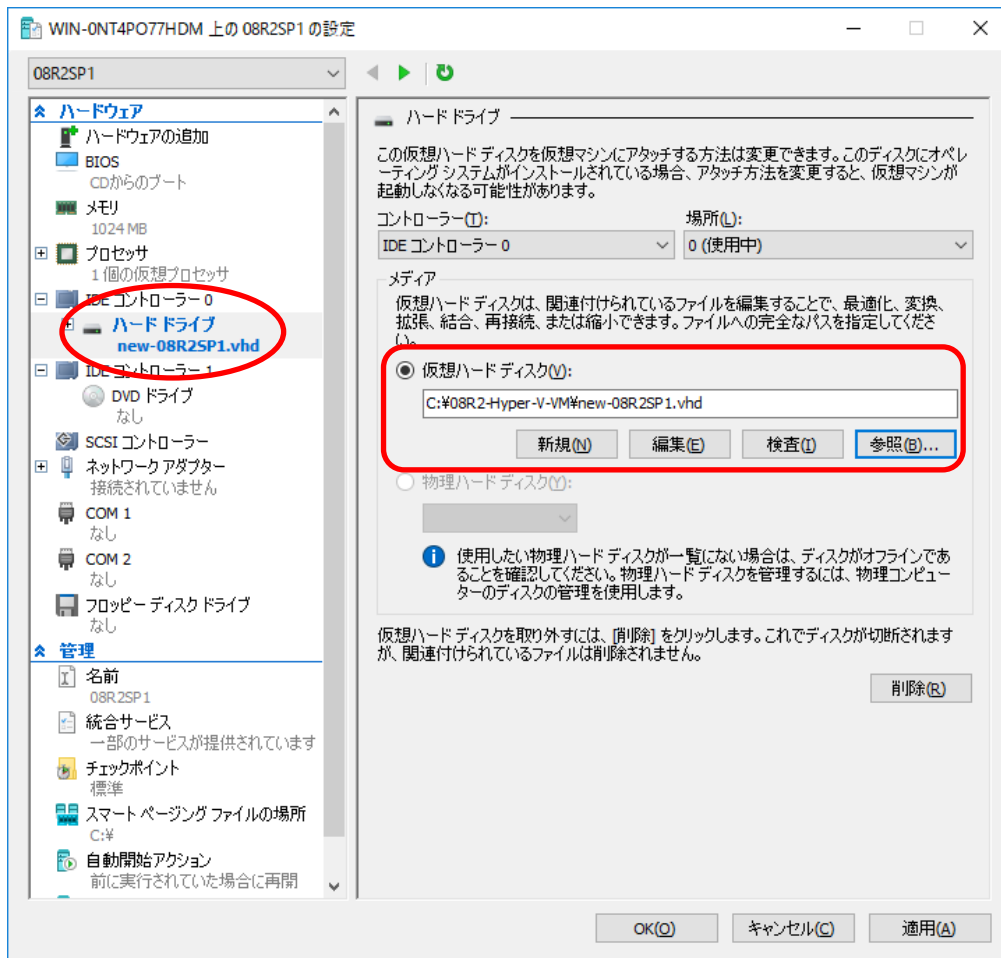 WIN-0NT4PO77HDM 上の 08R2SP1 の設定
08R2SP1
ハードウェア
ハードウェアの追加
BIOS
CDからのブート
メモリ
1024 MB
プロセッサ
1 個の仮想プロセッサ
IDE コントローラー 0
ハード ドライブ
new-08R2SP1.vhd
IDE コントローラー 1
DVD ドライブ
なし
SCSI コントローラー
ネットワーク アダプター
接続されていません
COM 1
なし
COM 2
なし
フロッピー ディスク ドライブ
なし
管理
名前
08R2SP1
統合サービス
一部のサービスが提供されています
チェックポイント
標準
スマート ページング ファイルの場所
C:¥
自動開始アクション
前に実行されていた場合に再開
ハード ドライブ
この仮想ハード ディスクを仮想マシンにアタッチする方法は変更できます。このディスクにオペレ
ーティング システムがインストールされている場合、アタッチ方法を変更すると、仮想マシンが
起動しなくなる可能性があります。
コントローラー(T): 場所(L):
IDE コントローラー 0 0 (使用中)
メディア
仮想ハード ディスクは、関連付けられているファイルを編集することで、最適化、変換、
拡張、結合、再接続、または縮小できます。ファイルへの完全なパスを指定してくださ
い。
仮想ハード ディスク(V):
C:¥08R2-Hyper-V-VM¥new-08R2SP1.vhd
新規(N) 編集(E) 検査(I) 参照(B)...
物理ハード ディスク(Y):
使用したい物理ハード ディスクが一覧にない場合は、ディスクがオフラインであ
ることを確認してください。物理ハード ディスクを管理するには、物理コンピュー
ターのディスクの管理を使用します。
仮想ハード ディスクを取り外すには、[削除] をクリックします。これでディスクが切断されます
が、関連付けられているファイルは削除されません。
削除(R)
OK(O) キャンセル(C) 適用(A)